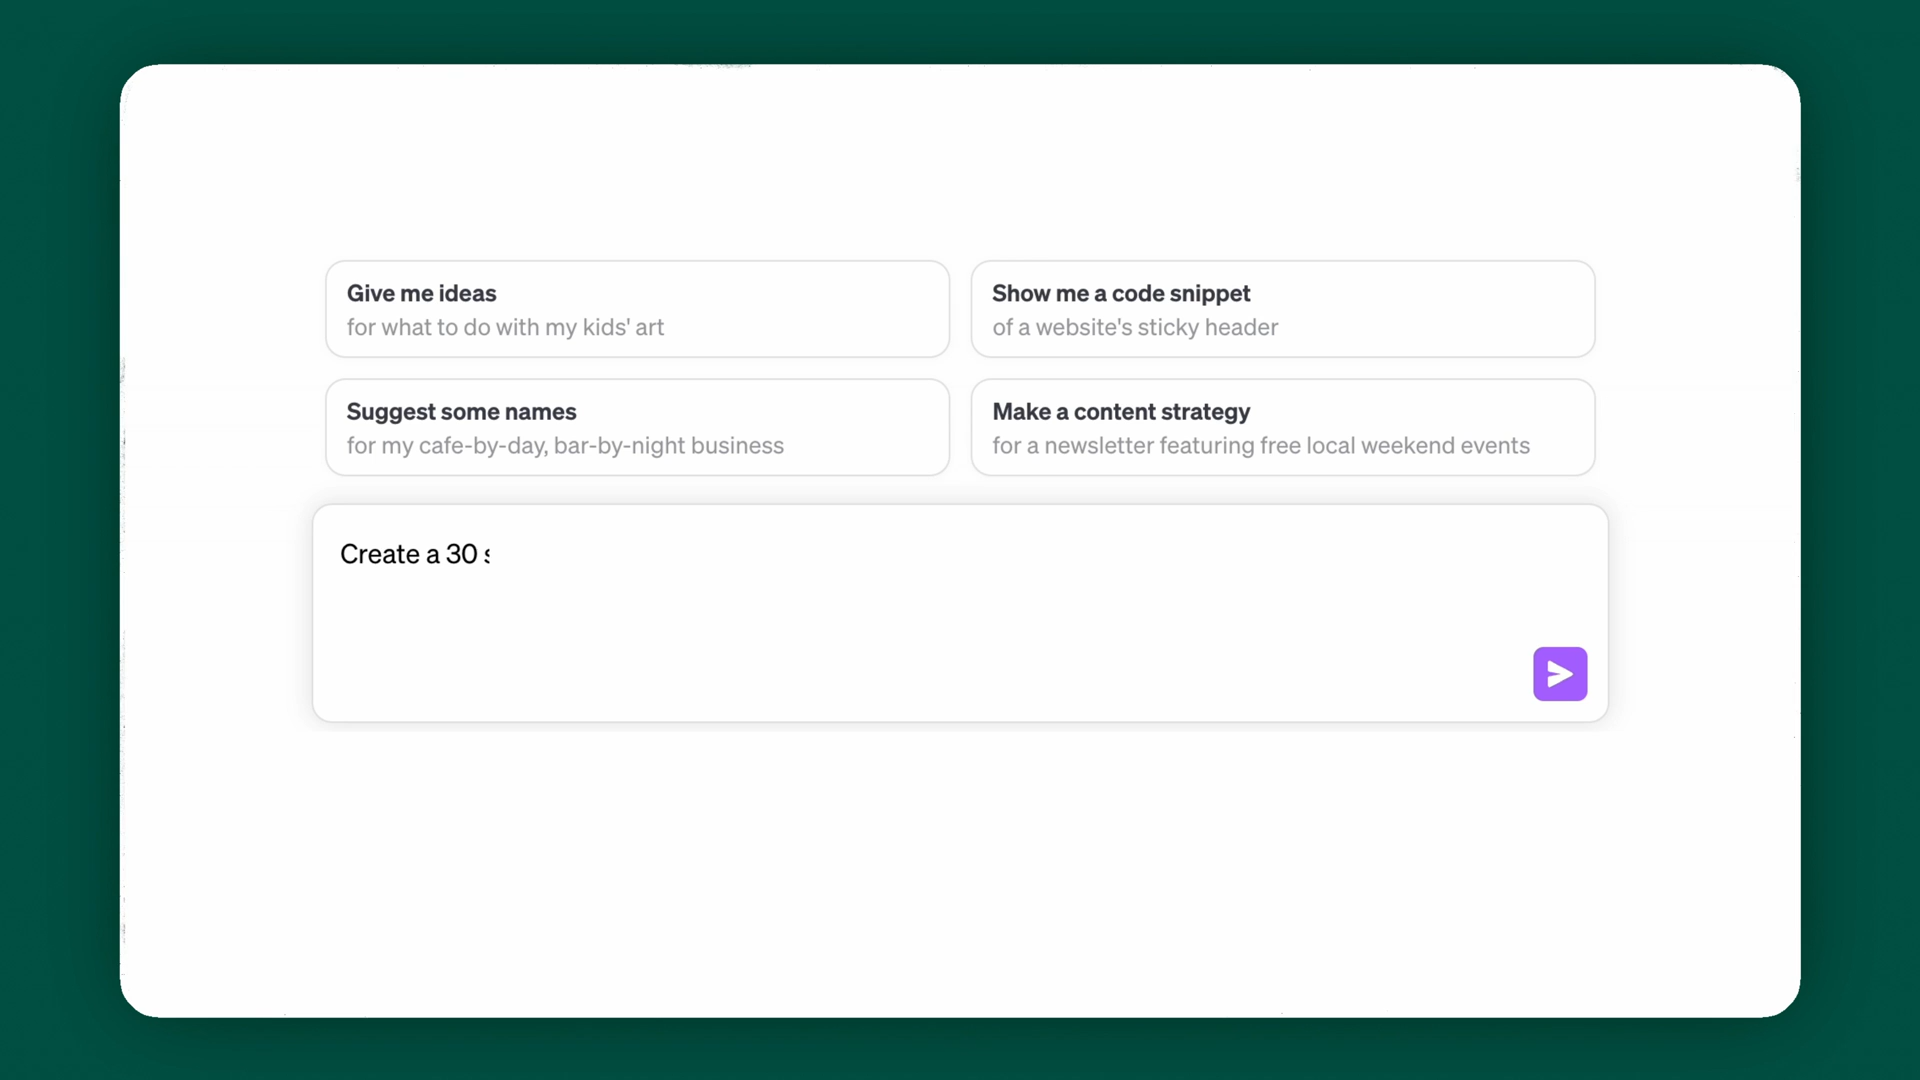 Give me ideas
for what to do with my kids' art
Show me a code snippet
of a website's sticky header
Suggest some names
for my cafe-by-day, bar-by-night business
Make a content strategy
for a newsletter featuring free local weekend events
Create a 30